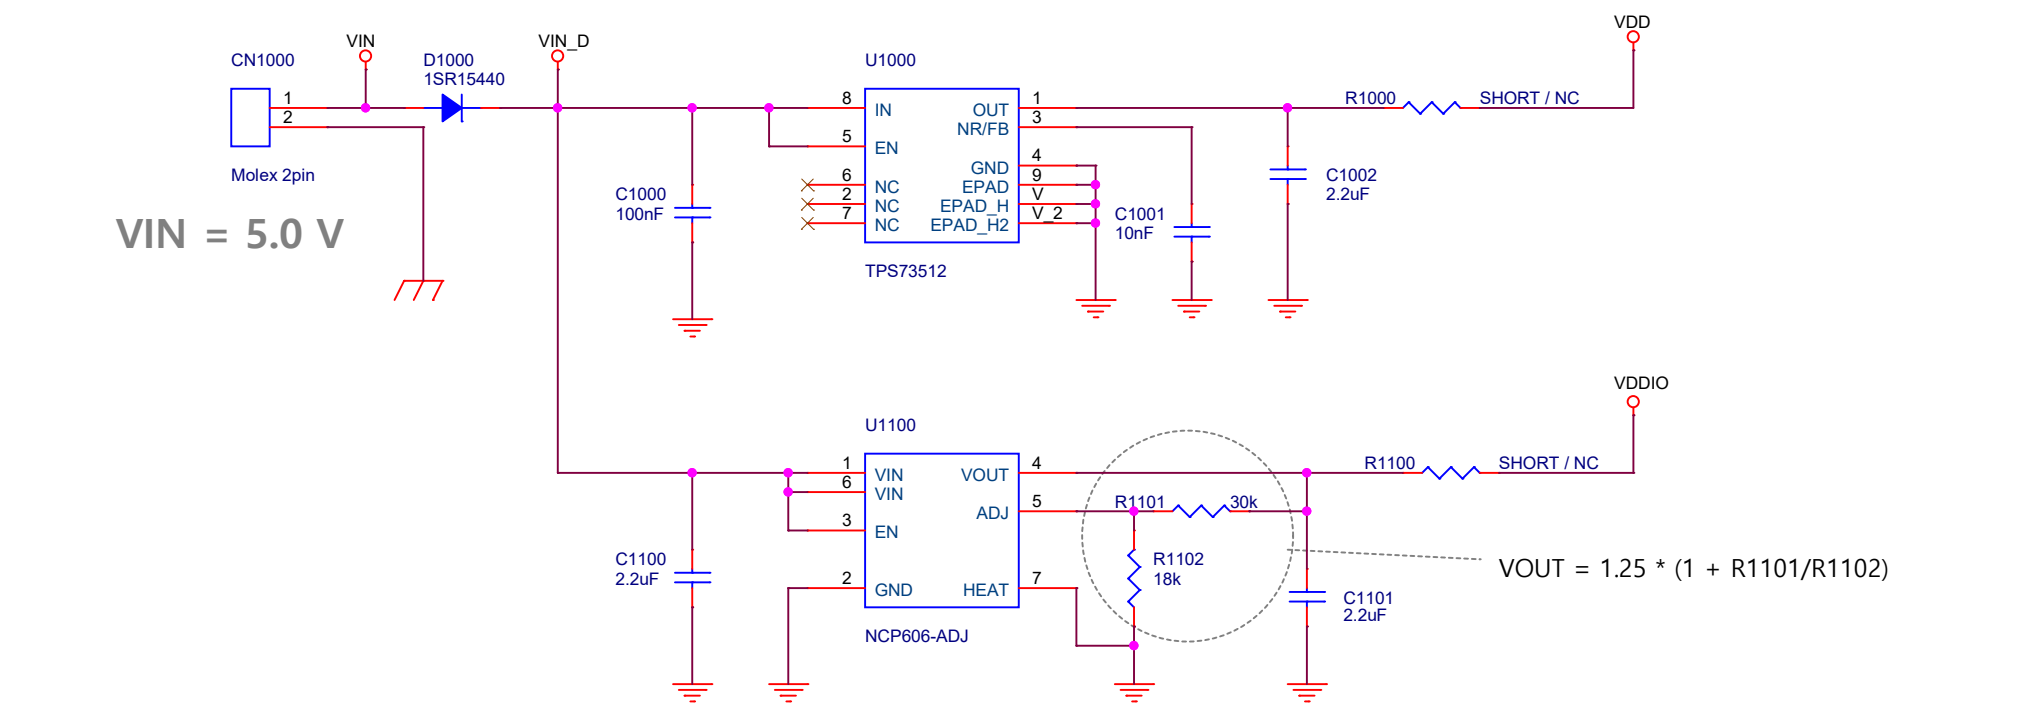 VDD
VIN
VIN_D
CN1000
D1000
1SR15440
U1000
1
2
8
IN
OUT
1
R1000
SHORT / NC
NR/FB
3
5
EN
GND
4
Molex 2pin
6
NC
EPAD
9
C1002
2.2uF
C1000
100nF
2
NC
EPAD_H
V
7
NC
EPAD_H2
V_2
C1001
10nF
VIN = 5.0 V
TPS73512
VDDIO
U1100
1
VIN
VOUT
4
R1100
SHORT / NC
6
VIN
ADJ
5
R1101
30k
3
EN
C1100
2.2uF
R1102
18k
VOUT = 1.25 * (1 + R1101/R1102)
2
GND
HEAT
7
C1101
2.2uF
NCP606-ADJ